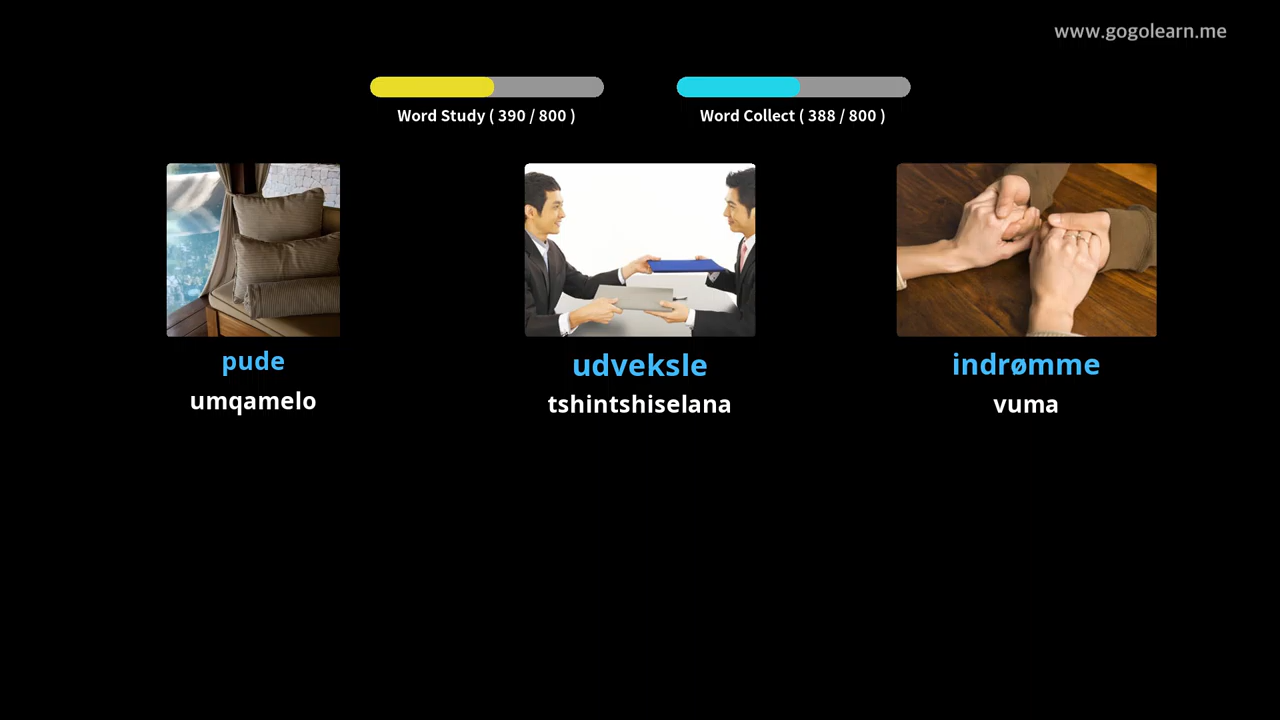 www.gogolearn.me
Word Study ( 390 / 800 )
Word Collect ( 388 / 800 )
pude
umqamelo
udveksle
tshintshiselana
indrømme
vuma